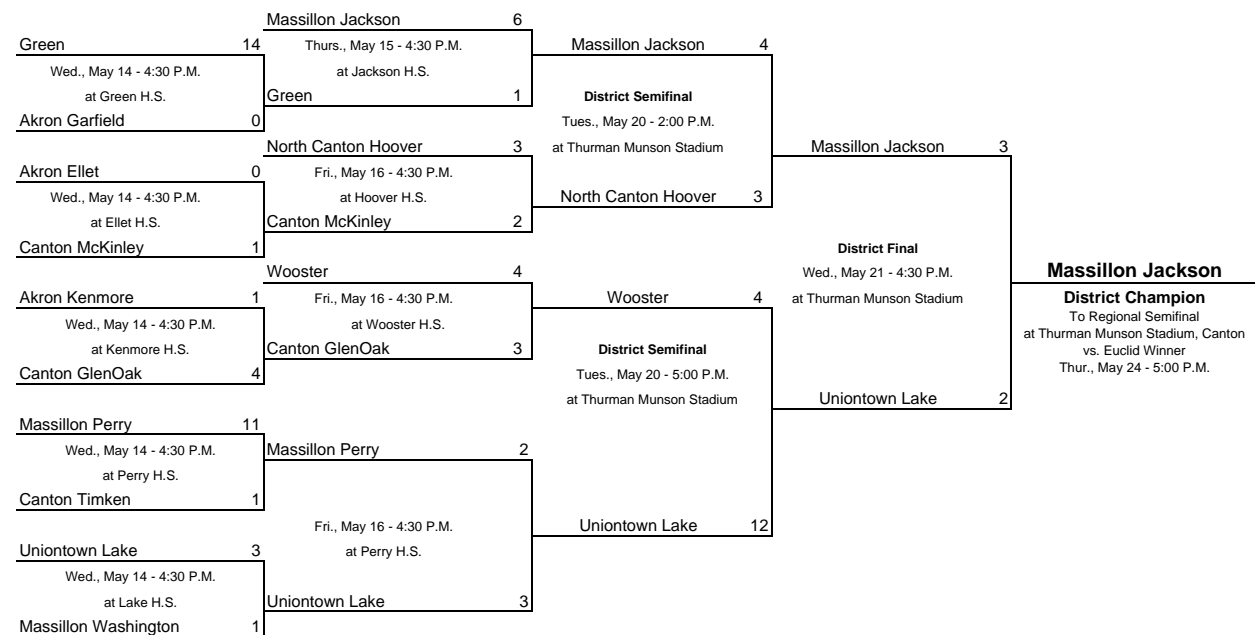 Massillon Jackson 6
Green 14
Thurs., May 15 - 4:30 P.M.
Massillon Jackson 4
Wed., May 14 - 4:30 P.M.
at Jackson H.S.
at Green H.S.
Green 1
District Semifinal
Akron Garfield 0
Tues., May 20 - 2:00 P.M.
North Canton Hoover 3
at Thurman Munson Stadium
Massillon Jackson 3
Akron Ellet 0
Fri., May 16 - 4:30 P.M.
Wed., May 14 - 4:30 P.M.
at Hoover H.S.
North Canton Hoover 3
at Ellet H.S.
Canton McKinley 2
Canton McKinley 1
District Final
Wooster 4
Wed., May 21 - 4:30 P.M.
Massillon Jackson
Akron Kenmore 1
Fri., May 16 - 4:30 P.M.
Wooster 4
at Thurman Munson Stadium
District Champion
Wed., May 14 - 4:30 P.M.
at Wooster H.S.
To Regional Semifinal
at Kenmore H.S.
Canton GlenOak 3
District Semifinal
at Thurman Munson Stadium, Canton
vs. Euclid Winner
Canton GlenOak 4
Tues., May 20 - 5:00 P.M.
Thur., May 24 - 5:00 P.M.
at Thurman Munson Stadium
Uniontown Lake 2
Massillon Perry 11
Wed., May 14 - 4:30 P.M.
Massillon Perry 2
at Perry H.S.
Canton Timken 1
Fri., May 16 - 4:30 P.M.
Uniontown Lake 12
Uniontown Lake 3
at Perry H.S.
Wed., May 14 - 4:30 P.M.
at Lake H.S.
Uniontown Lake 3
Massillon Washington 1